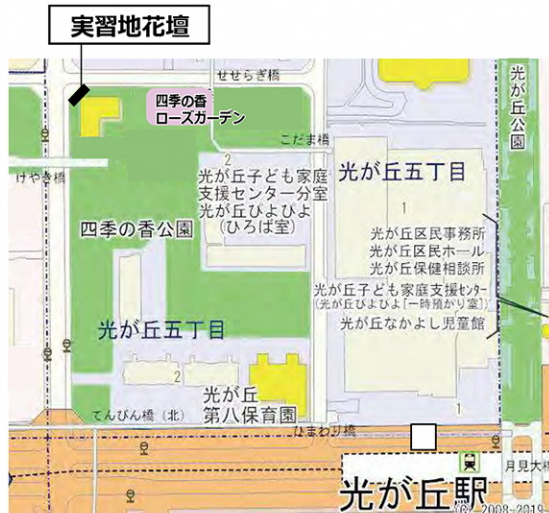 実習地花壇
せせらぎ橋
四季の香
ローズガーデン
光が丘公園
こだま橋
けやき橋
2
光が丘子ども家庭
支援センター分室
光が丘ぴよぴよ
（ひろば室）
光が丘五丁目
1
四季の香公園
光が丘区民事務所
光が丘区民ホール
光が丘保健相談所
光が丘子ども家庭支援センター
(光が丘ぴよぴよ[一時預かり室])
光が丘なかよし児童館
光が丘五丁目
2
光が丘
第八保育園
1
てんびん橋（北）
ひまわり橋
月見大橋
光が丘駅
(C) 2008-2019